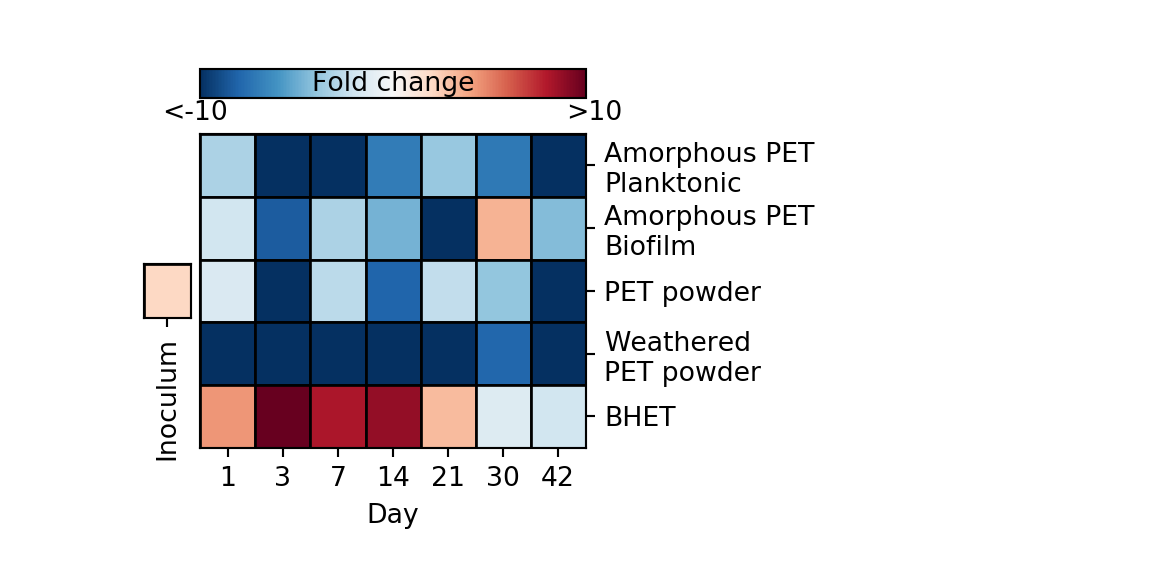 Fold change
<-10
>10
Amorphous PET
Planktonic
Amorphous PET
Biofilm
PET powder
Weathered
PET powder
BHET
Inoculum
1 3 7 14 21 30 42
Day